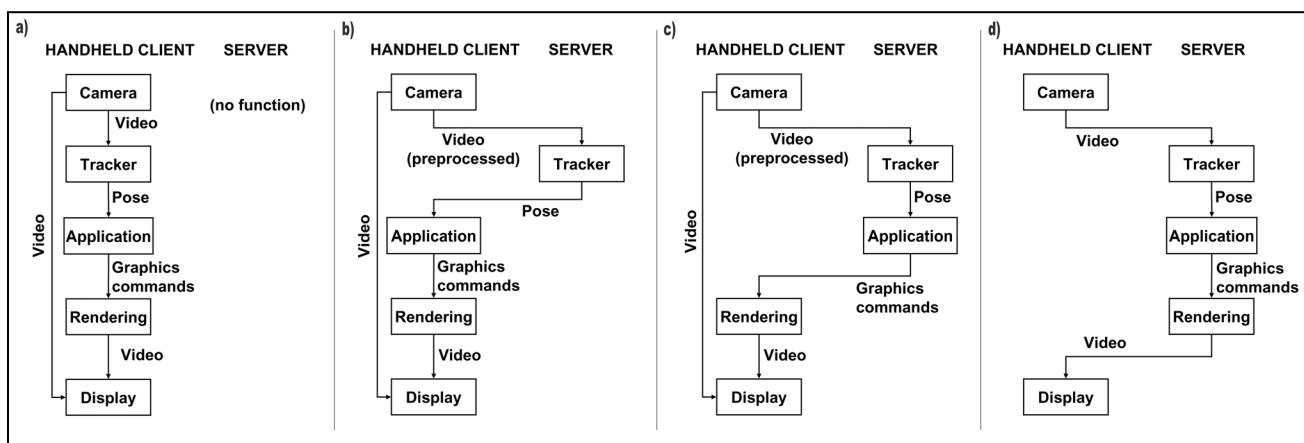 a)
HANDHELD CLIENT SERVER
Camera
(no function)
Video
Tracker
Pose
Video
Application
Graphics
commands
Rendering
Video
Display
b)
HANDHELD CLIENT SERVER
Camera
Video
(preprocessed)
Tracker
Pose
Video
Application
Graphics
commands
Rendering
Video
Display
c)
HANDHELD CLIENT SERVER
Camera
Video
(preprocessed)
Tracker
Pose
Video
Application
Graphics
commands
Rendering
Video
Display
d)
HANDHELD CLIENT SERVER
Camera
Video
Tracker
Pose
Application
Graphics
commands
Rendering
Video
Display